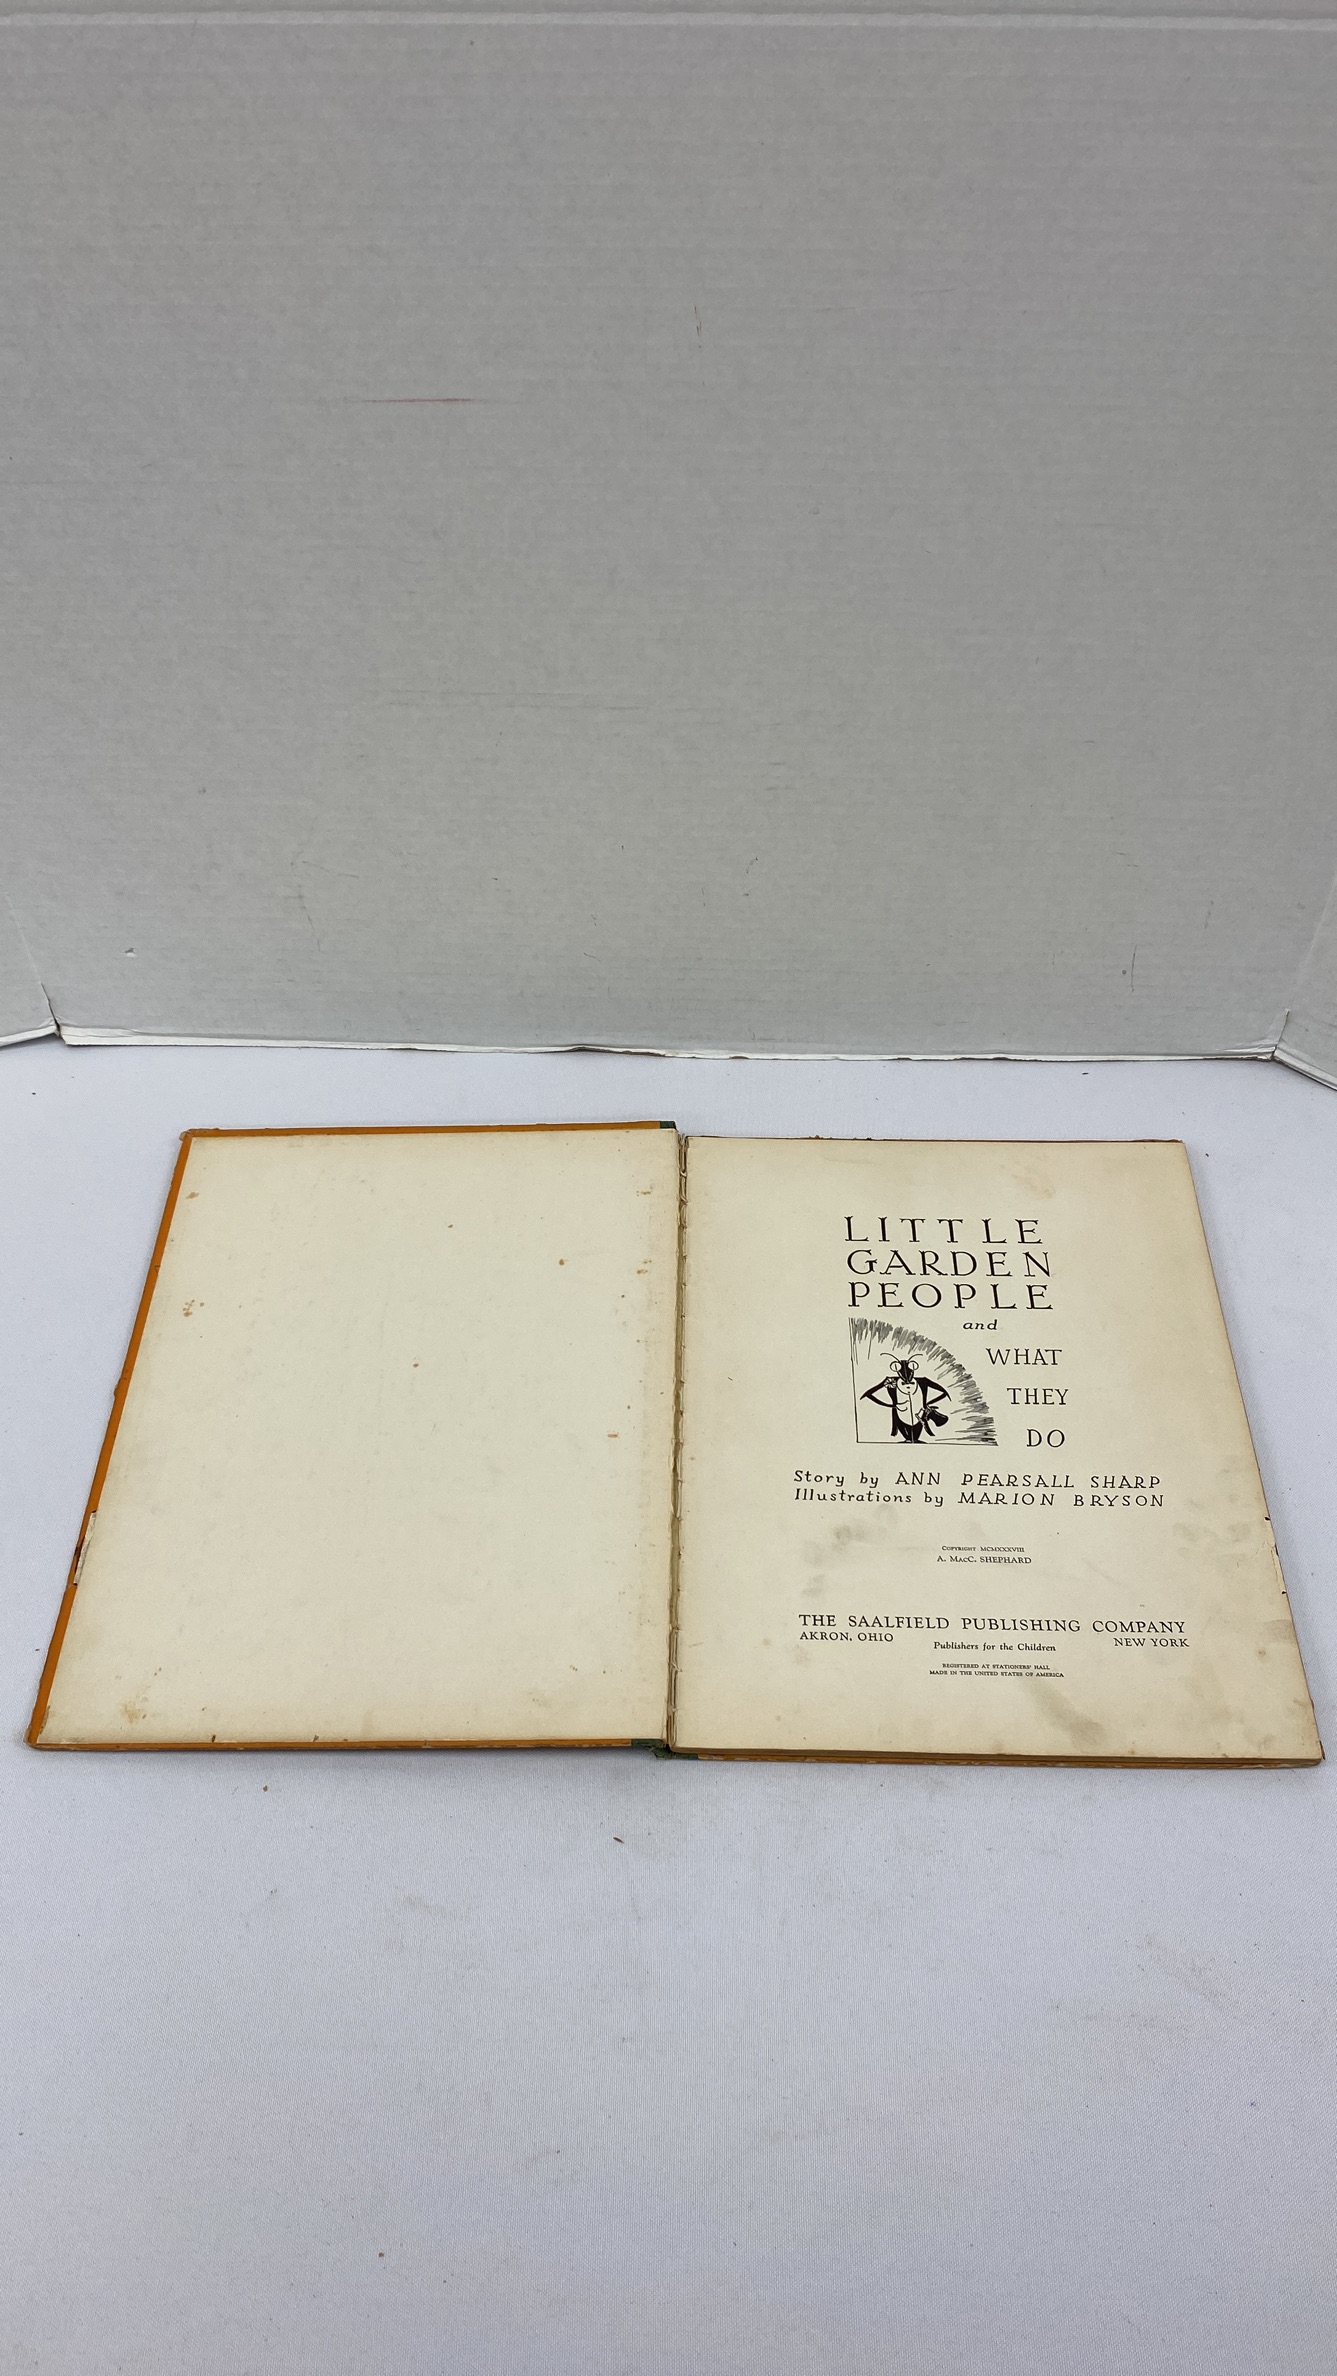 LITTLE
GARDEN
PEOPLE
and
WHAT
THEY
DO
Story by ANN PEARSALL SHARP
Illustrations by MARION BRYSON
COPYRIGHT MCMXXXVIII
A. MACC. SHEPHARD
THE SAALFIELD PUBLISHING COMPANY
AKRON, OHIO NEW YORK
Publishers for the Children
REGISTERED AT STATIONERS' HALL
MADE IN THE UNITED STATES OF AMERICA